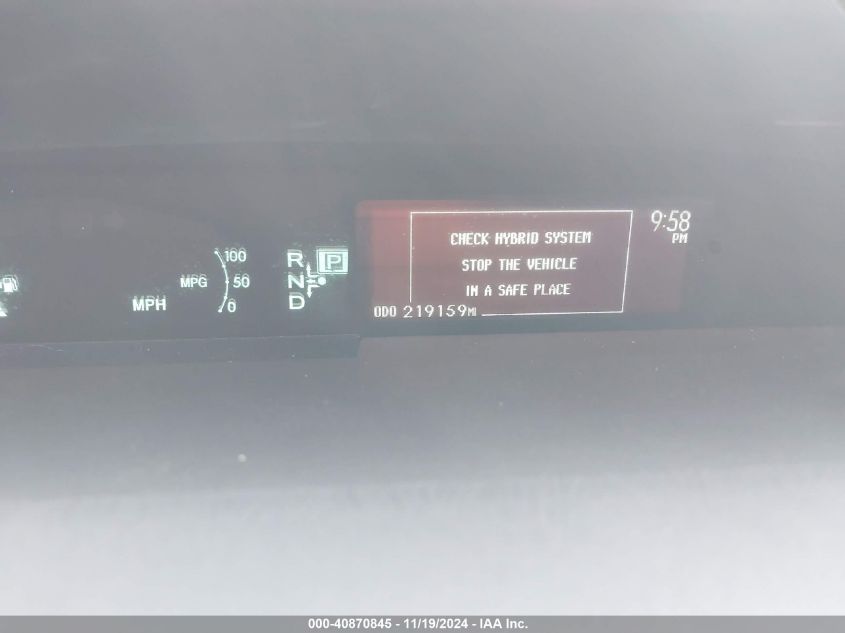 100
MPG 50
MPH 0
R P
N
D
CHECK HYBRID SYSTEM
STOP THE VEHICLE
IN A SAFE PLACE
ODO 219159MI
9:58
PM
000-40870845 - 11/19/2024 - IAA Inc.